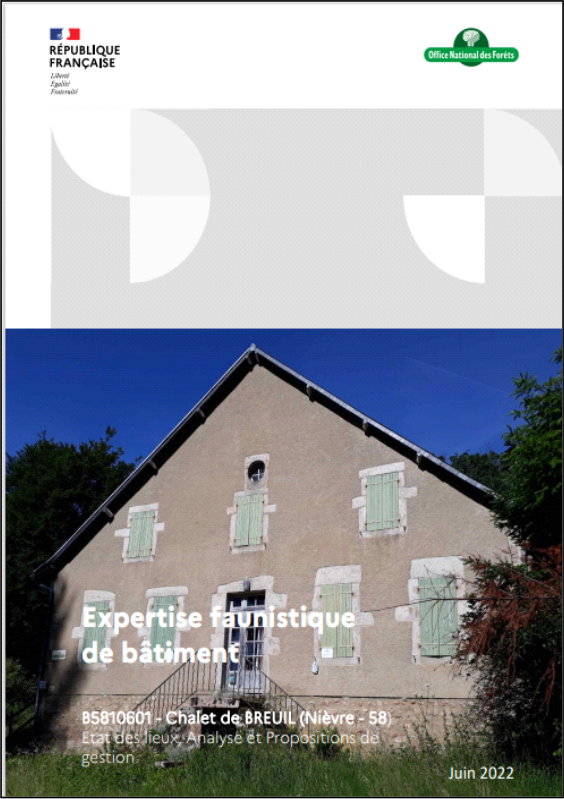 RÉPUBLIQUE
FRANÇAISE
Liberté
Egalité
Fraternité
Office National des Forêts
Expertise faunistique
de bâtiment
B5810601 - Chalet de BREUIL (Nièvre - 58)
Etat des lieux, Analyse et Propositions de
gestion
Juin 2022